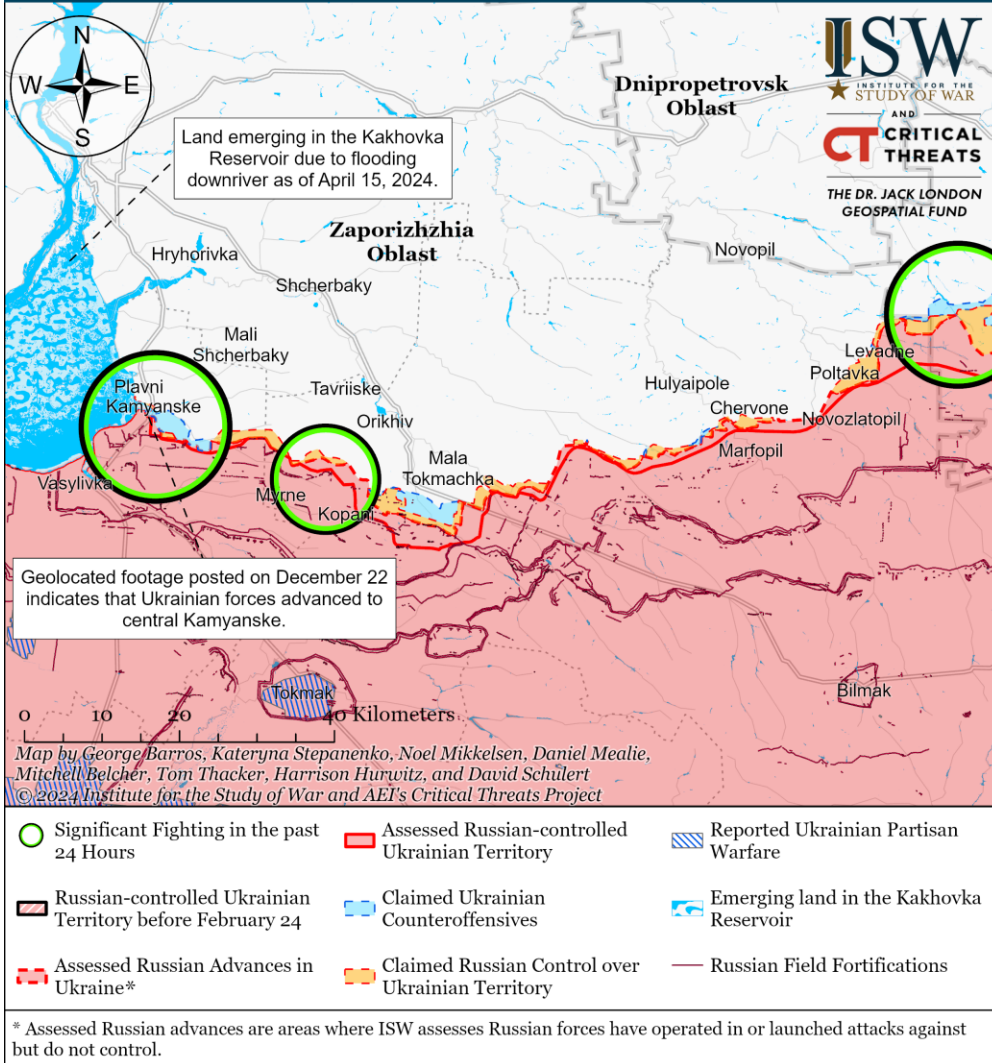 N
W E
S
ISW
INSTITUTE FOR THE
STUDY OF WAR
AND
CT CRITICAL
THREATS
THE DR. JACK LONDON
GEOSPATIAL FUND
Dnipropetrovsk
Oblast
Land emerging in the Kakhovka
Reservoir due to flooding
downriver as of April 15, 2024.
Zaporizhzhia
Oblast
Hryhorivka
Novopil
Shcherbaky
Mali
Shcherbaky
Levadne
Plavni
Kamyanske
Tavriiske
Hulyaipole
Poltavka
Orikhiv
Chervone
Novozlatopil
Mala
Tokmachka
Marfopil
Vasylivka
Myrne
Kopani
Geolocated footage posted on December 22
indicates that Ukrainian forces advanced to
central Kamyanske.
Tokmak
Bilmak
0 10 20 40 Kilometers
Map by George Barros, Kateryna Stepanenko, Noel Mikkelsen, Daniel Mealie,
Mitchell Belcher, Tom Thacker, Harrison Hurwitz, and David Schulert
© 2024 Institute for the Study of War and AEI's Critical Threats Project
Significant Fighting in the past
24 Hours
Assessed Russian-controlled
Ukrainian Territory
Reported Ukrainian Partisan
Warfare
Russian-controlled Ukrainian
Territory before February 24
Claimed Ukrainian
Counteroffensives
Emerging land in the Kakhovka
Reservoir
Assessed Russian Advances in
Ukraine*
Claimed Russian Control over
Ukrainian Territory
Russian Field Fortifications
* Assessed Russian advances are areas where ISW assesses Russian forces have operated in or launched attacks against
but do not control.